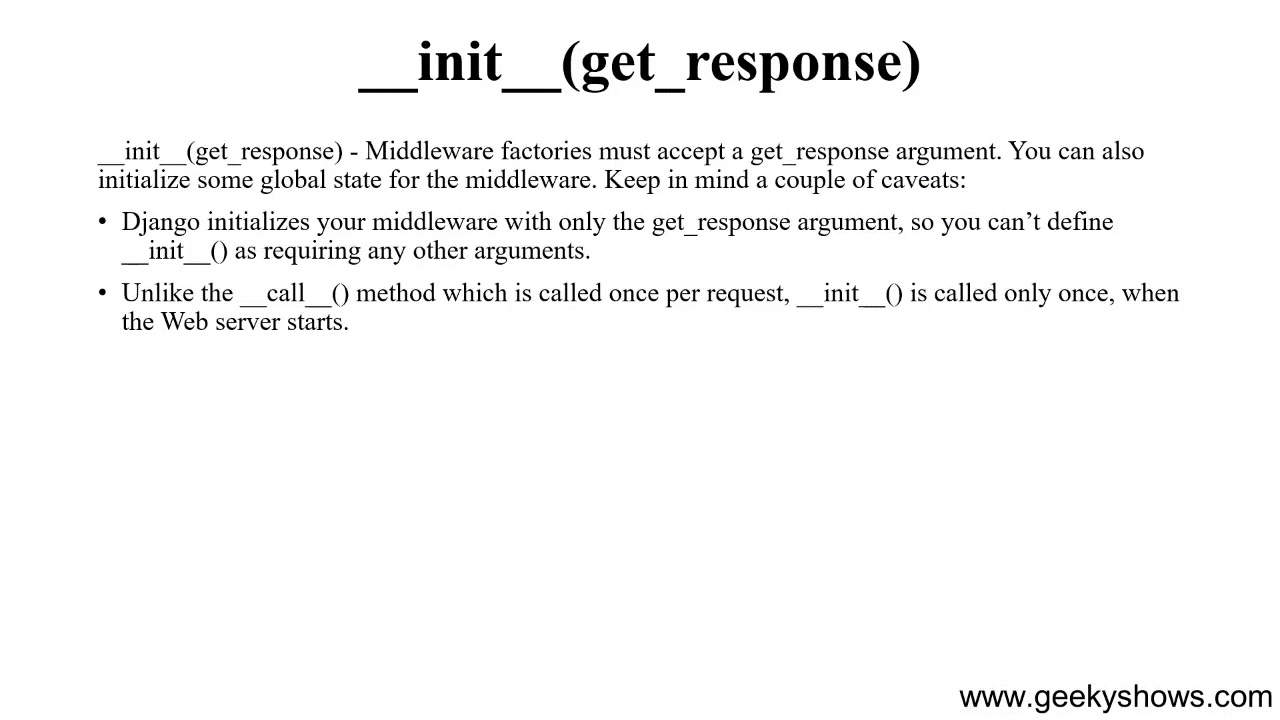 __init__(get_response)
__init__(get_response) - Middleware factories must accept a get_response argument. You can also
initialize some global state for the middleware. Keep in mind a couple of caveats:
• Django initializes your middleware with only the get_response argument, so you can’t define
__init__() as requiring any other arguments.
• Unlike the __call__() method which is called once per request, __init__() is called only once, when
the Web server starts.
www.geekyshows.com